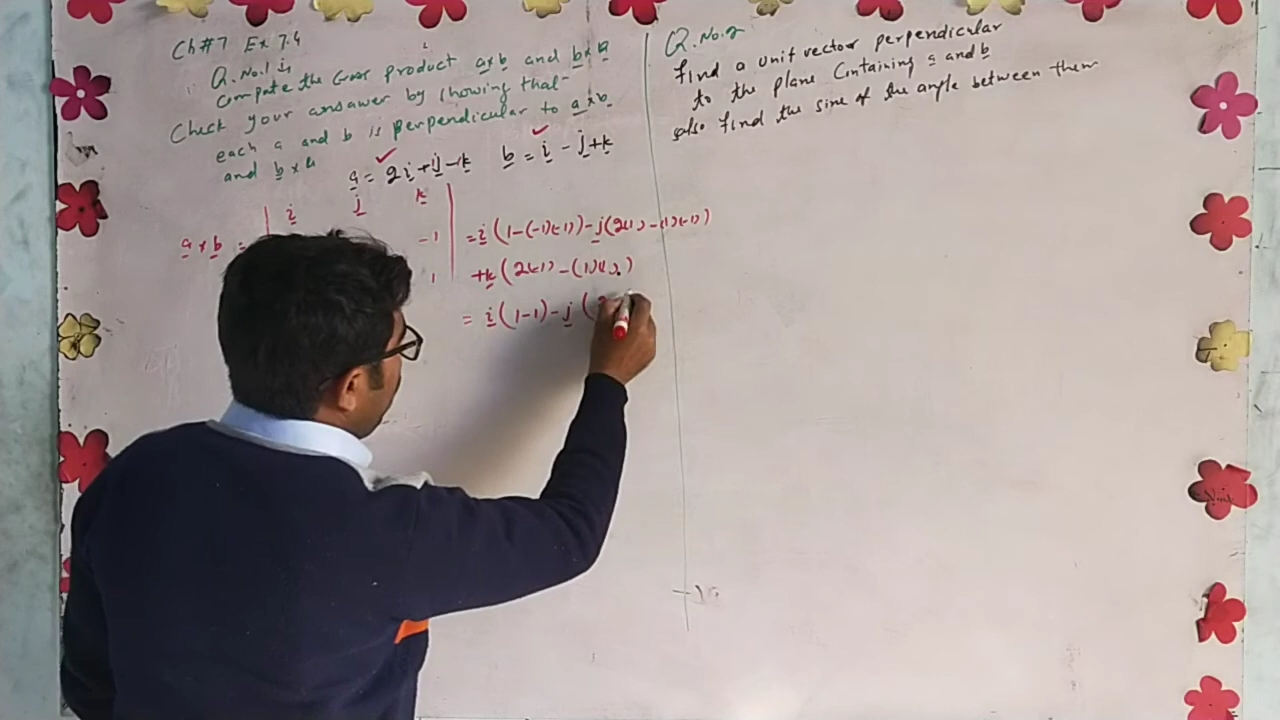 Ch#7 Ex 7.4
Q.No.1 i,
Compute the Cross product a×b and b×a
Check your answer by showing that
each a and b is perpendicular to a×b
and b×a
a = 2i+j-k b = i - j+k
a×b = | i j k |
-1
1
= i(1-(-1)(-1)) - j(2(1) - (1)(-1))
+k(2(-1) - (1)(1))
= i(1-1) - j(
Q.No.2
Find a unit vector perpendicular
to the plane Containing a and b
also find the sine of the angle between them